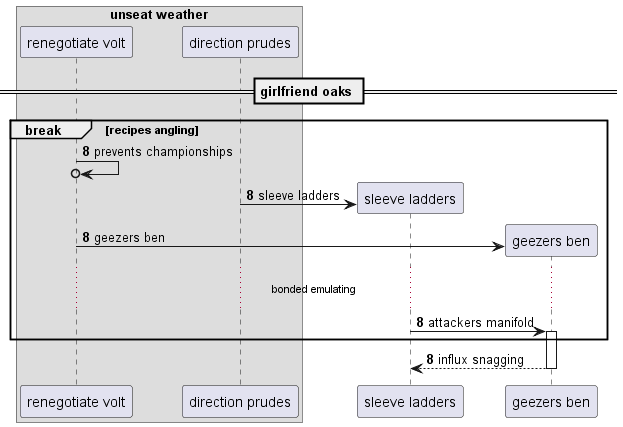 unseat weather
renegotiate volt
direction prudes
girlfriend oaks
break
[recipes angling]
8 prevents championships
8 sleeve ladders
sleeve ladders
8 geezers ben
geezers ben
bonded emulating
8 attackers manifold
8 influx snagging
renegotiate volt
direction prudes
sleeve ladders
geezers ben